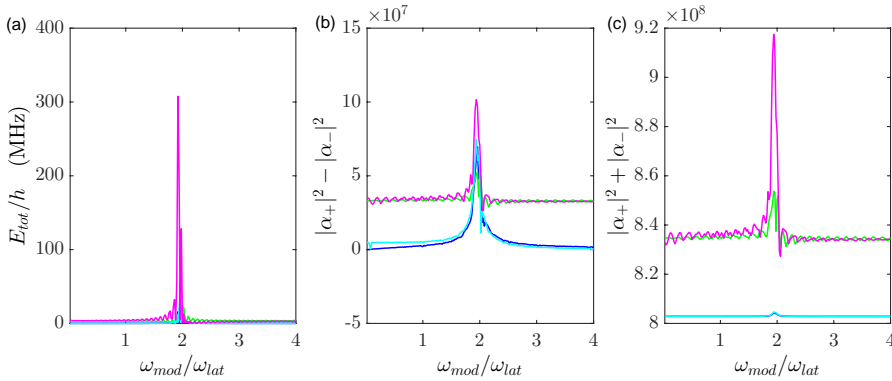 (a)
400
300
200
100
0
E_{tot}/h (MHz)
1 2 3 4
ω_{mod}/ω_{lat}
(b)
×10^7
15
10
5
0
-5
|α_+|^2 − |α_-|^2
1 2 3 4
ω_{mod}/ω_{lat}
(c)
×10^8
9.2
9
8.8
8.6
8.4
8.2
8
|α_+|^2 + |α_-|^2
1 2 3 4
ω_{mod}/ω_{lat}